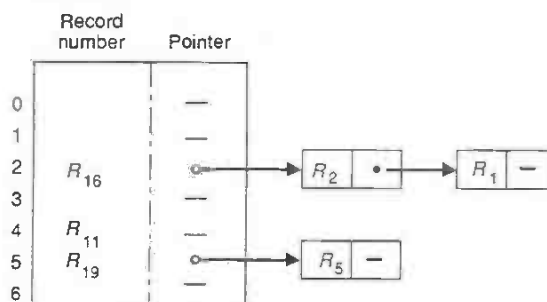 Record number Pointer
0 —
1 —
2 R16 R2 R1 —
3 —
4 R11 —
5 R19 R5 —
6 —